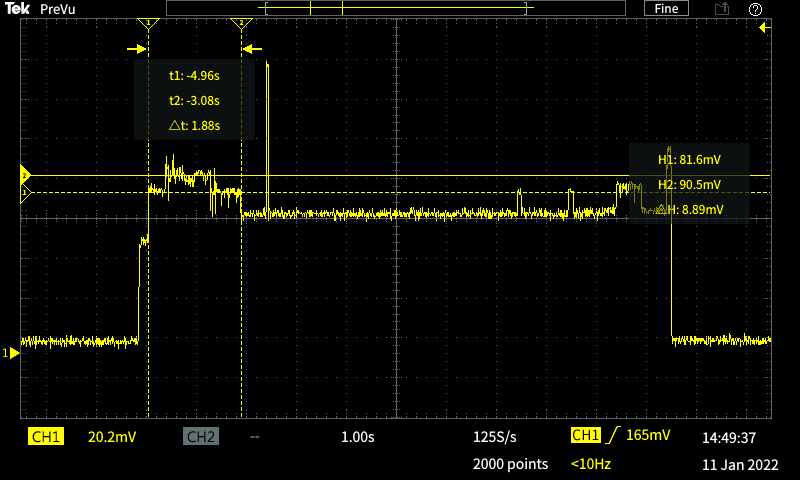 Tek PreVu Fine
1 2
t1: -4.96s
t2: -3.08s
△t: 1.88s
H1: 81.6mV
H2: 90.5mV
△H: 8.89mV
2
1
1
CH1 20.2mV CH2 -- 1.00s 125S/s CH1 165mV 14:49:37
2000 points <10Hz 11 Jan 2022